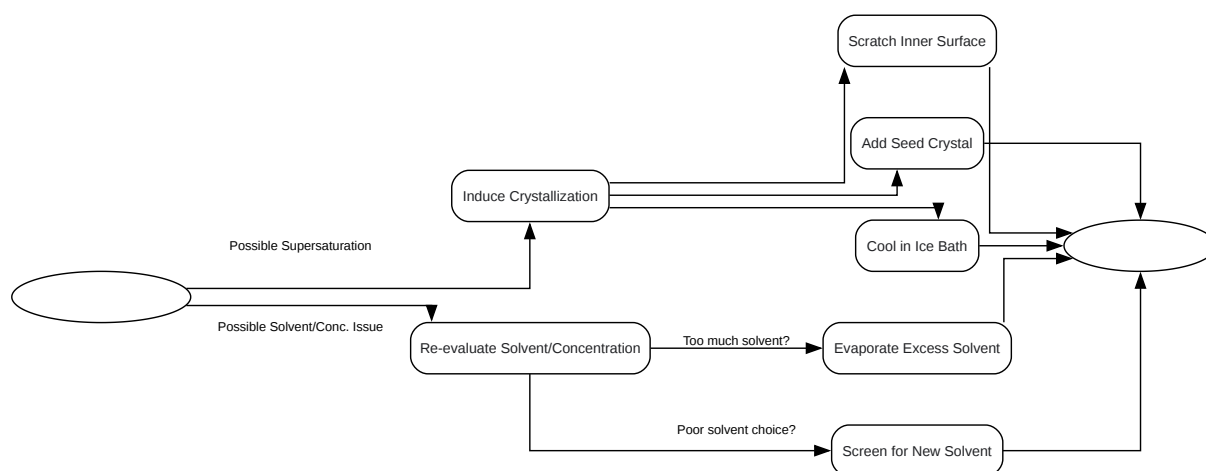 Scratch Inner Surface
Add Seed Crystal
Induce Crystallization
Possible Supersaturation
Cool in Ice Bath
Possible Solvent/Conc. Issue
Re-evaluate Solvent/Concentration
Too much solvent?
Evaporate Excess Solvent
Poor solvent choice?
Screen for New Solvent